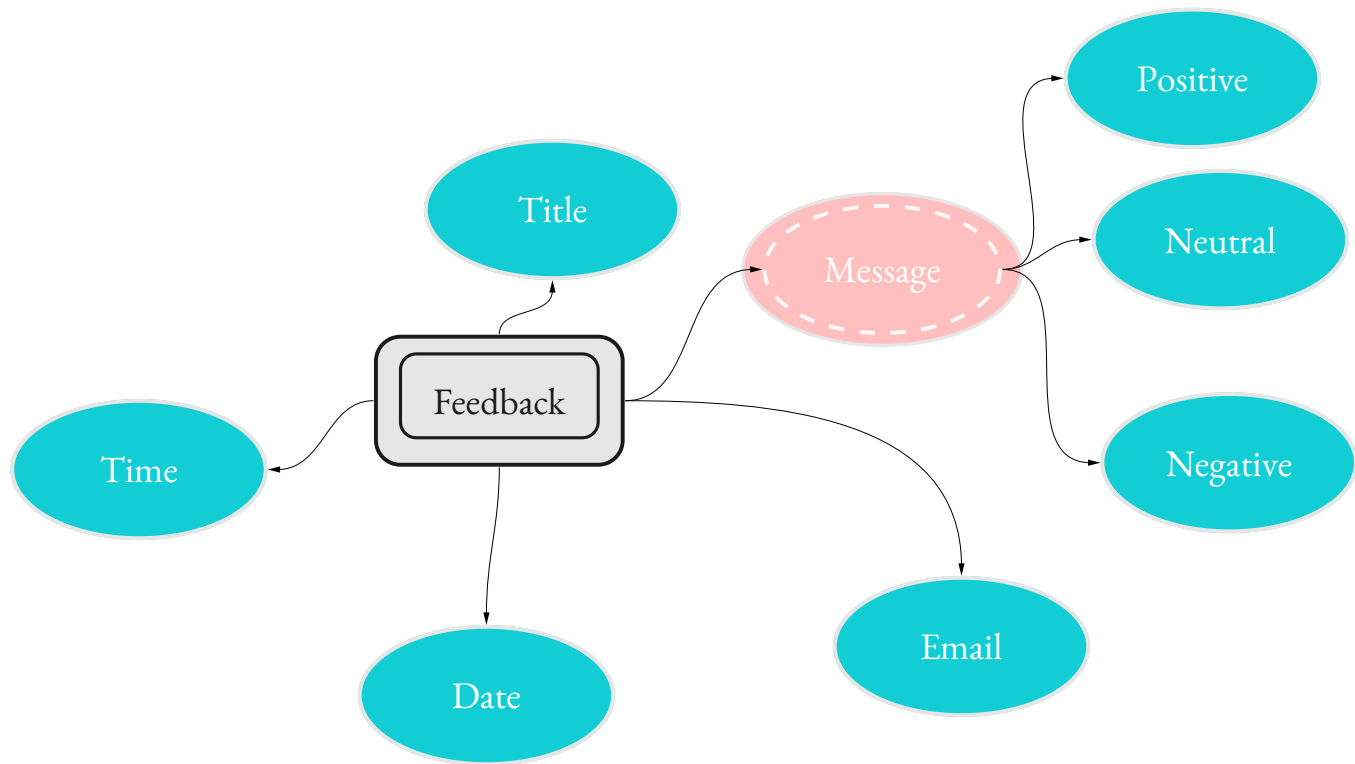 Positive
Title
Neutral
Message
Feedback
Time
Negative
Email
Date